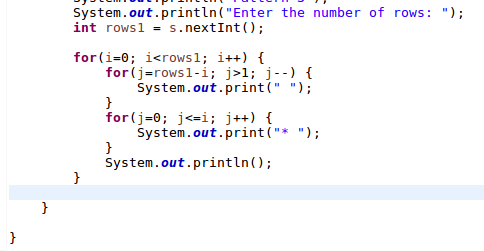 System.out.println("Enter the number of rows: ");
int rows1 = s.nextInt();
for(i=0; i<rows1; i++) {
for(j=rows1-i; j>1; j--) {
System.out.print(" ");
}
for(j=0; j<=i; j++) {
System.out.print("* ");
}
System.out.println();
}
}
}